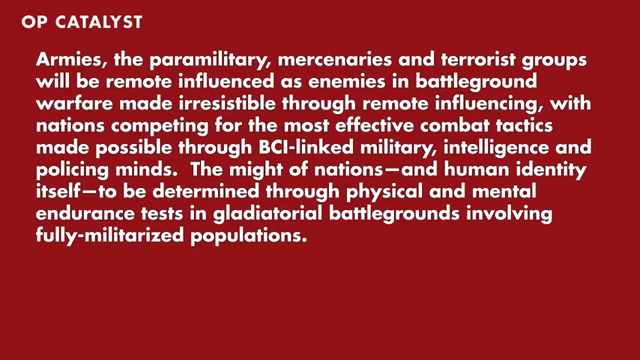 OP CATALYST
Armies, the paramilitary, mercenaries and terrorist groups
will be remote influenced as enemies in battleground
warfare made irresistible through remote influencing, with
nations competing for the most effective combat tactics
made possible through BCI-linked military, intelligence and
policing minds.  The might of nations—and human identity
itself—to be determined through physical and mental
endurance tests in gladiatorial battlegrounds involving
fully-militarized populations.